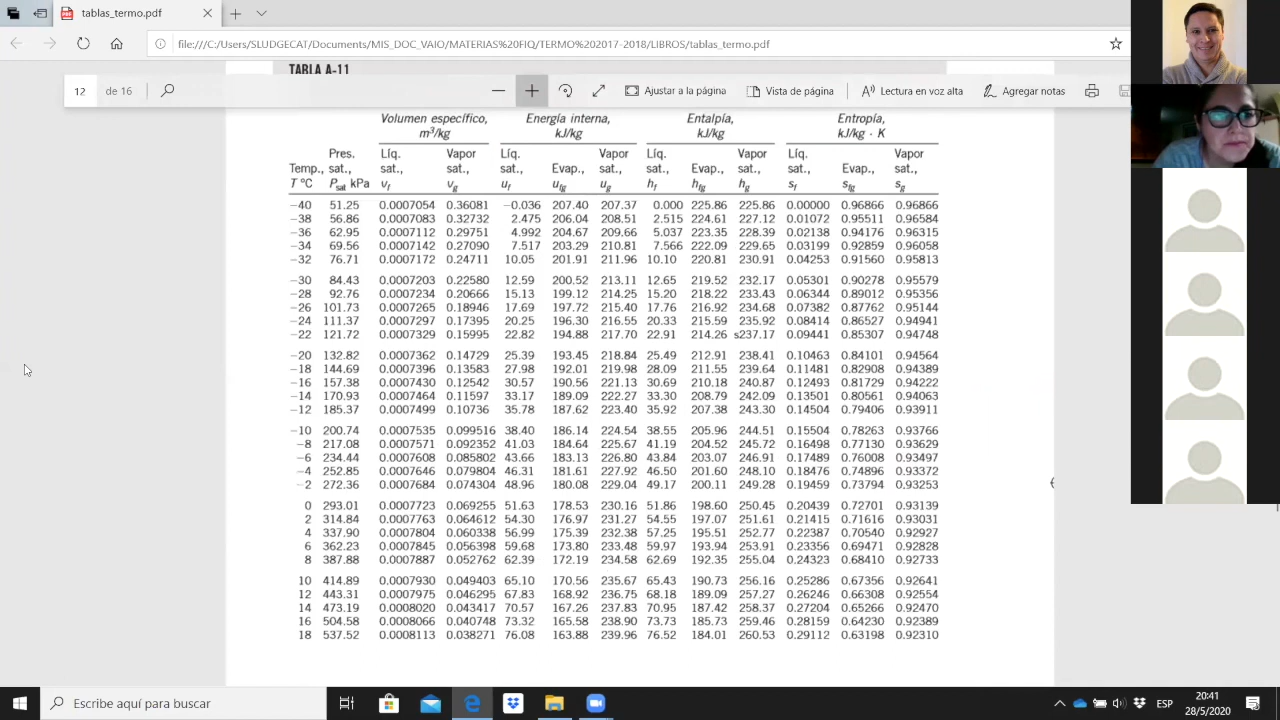 tablas_termo.pdf
file:///C:/Users/SLUDGECAT/Documents/MIS_DOC_VAIO/MATERIAS%20FIQ/TERMO%202017-2018/LIBROS/tablas_termo.pdf
TABLA A-11
12 de 16 Ajustar a la página Vista de página Lectura en voz alta Agregar notas
Volumen específico, Energía interna, Entalpía, Entropía,
m³/kg kJ/kg kJ/kg kJ/kg · K
Pres. Líq. Vapor Líq. Vapor Líq. Vapor Líq. Vapor
Temp., sat., sat., sat., sat., Evap., sat., sat., Evap., sat., sat., Evap., sat.,
T °C Psat kPa vf vg uf ufg ug hf hfg hg sf sfg sg
−40 51.25 0.0007054 0.36081 −0.036 207.40 207.37 0.000 225.86 225.86 0.00000 0.96866 0.96866
−38 56.86 0.0007083 0.32732 2.475 206.04 208.51 2.515 224.61 227.12 0.01072 0.95511 0.96584
−36 62.95 0.0007112 0.29751 4.992 204.67 209.66 5.037 223.35 228.39 0.02138 0.94176 0.96315
−34 69.56 0.0007142 0.27090 7.517 203.29 210.81 7.566 222.09 229.65 0.03199 0.92859 0.96058
−32 76.71 0.0007172 0.24711 10.05 201.91 211.96 10.10 220.81 230.91 0.04253 0.91560 0.95813
−30 84.43 0.0007203 0.22580 12.59 200.52 213.11 12.65 219.52 232.17 0.05301 0.90278 0.95579
−28 92.76 0.0007234 0.20666 15.13 199.12 214.25 15.20 218.22 233.43 0.06344 0.89012 0.95356
−26 101.73 0.0007265 0.18946 17.69 197.72 215.40 17.76 216.92 234.68 0.07382 0.87762 0.95144
−24 111.37 0.0007297 0.17395 20.25 196.30 216.55 20.33 215.59 235.92 0.08414 0.86527 0.94941
−22 121.72 0.0007329 0.15995 22.82 194.88 217.70 22.91 214.26 s237.17 0.09441 0.85307 0.94748
−20 132.82 0.0007362 0.14729 25.39 193.45 218.84 25.49 212.91 238.41 0.10463 0.84101 0.94564
−18 144.69 0.0007396 0.13583 27.98 192.01 219.98 28.09 211.55 239.64 0.11481 0.82908 0.94389
−16 157.38 0.0007430 0.12542 30.57 190.56 221.13 30.69 210.18 240.87 0.12493 0.81729 0.94222
−14 170.93 0.0007464 0.11597 33.17 189.09 222.27 33.30 208.79 242.09 0.13501 0.80561 0.94063
−12 185.37 0.0007499 0.10736 35.78 187.62 223.40 35.92 207.38 243.30 0.14504 0.79406 0.93911
−10 200.74 0.0007535 0.099516 38.40 186.14 224.54 38.55 205.96 244.51 0.15504 0.78263 0.93766
−8 217.08 0.0007571 0.092352 41.03 184.64 225.67 41.19 204.52 245.72 0.16498 0.77130 0.93629
−6 234.44 0.0007608 0.085802 43.66 183.13 226.80 43.84 203.07 246.91 0.17489 0.76008 0.93497
−4 252.85 0.0007646 0.079804 46.31 181.61 227.92 46.50 201.60 248.10 0.18476 0.74896 0.93372
−2 272.36 0.0007684 0.074304 48.96 180.08 229.04 49.17 200.11 249.28 0.19459 0.73794 0.93253
0 293.01 0.0007723 0.069255 51.63 178.53 230.16 51.86 198.60 250.45 0.20439 0.72701 0.93139
2 314.84 0.0007763 0.064612 54.30 176.97 231.27 54.55 197.07 251.61 0.21415 0.71616 0.93031
4 337.90 0.0007804 0.060338 56.99 175.39 232.38 57.25 195.51 252.77 0.22387 0.70540 0.92927
6 362.23 0.0007845 0.056398 59.68 173.80 233.48 59.97 193.94 253.91 0.23356 0.69471 0.92828
8 387.88 0.0007887 0.052762 62.39 172.19 234.58 62.69 192.35 255.04 0.24323 0.68410 0.92733
10 414.89 0.0007930 0.049403 65.10 170.56 235.67 65.43 190.73 256.16 0.25286 0.67356 0.92641
12 443.31 0.0007975 0.046295 67.83 168.92 236.75 68.18 189.09 257.27 0.26246 0.66308 0.92554
14 473.19 0.0008020 0.043417 70.57 167.26 237.83 70.95 187.42 258.37 0.27204 0.65266 0.92470
16 504.58 0.0008066 0.040748 73.32 165.58 238.90 73.73 185.73 259.46 0.28159 0.64230 0.92389
18 537.52 0.0008113 0.038271 76.08 163.88 239.96 76.52 184.01 260.53 0.29112 0.63198 0.92310
Escribe aquí para buscar
ESP
20:41
28/5/2020